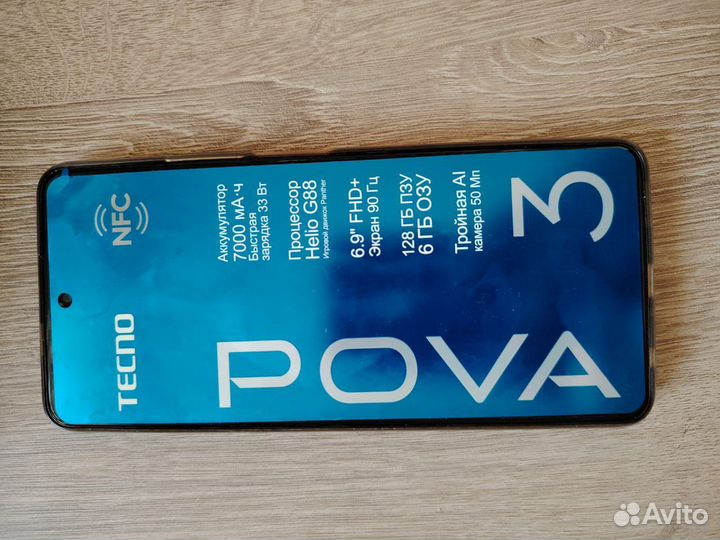 TECNO
NFC
POVA
3
Аккумулятор
7000 мА·ч
Быстрая
зарядка 33 Вт
Процессор
Helio G88
Игровой движок Panther
6.9" FHD+
Экран 90 Гц
128 ГБ ПЗУ
6 ГБ ОЗУ
Тройная AI
камера 50 Мп
Avito